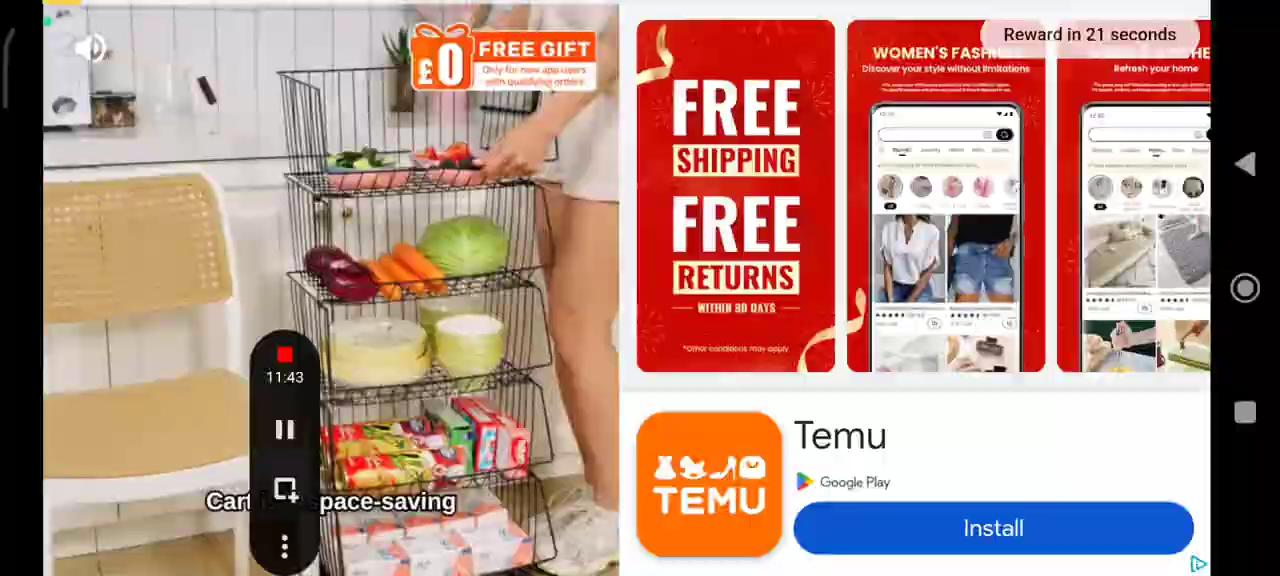 £0
FREE GIFT
Only for new app users
with qualifying orders
11:43
Cart
space-saving
FREE
SHIPPING
FREE
RETURNS
WITHIN 90 DAYS
*Other conditions may apply
Reward in 21 seconds
WOMEN'S FASH
Discover your style without limitations
Refresh your home
TEMU
Temu
Google Play
Install